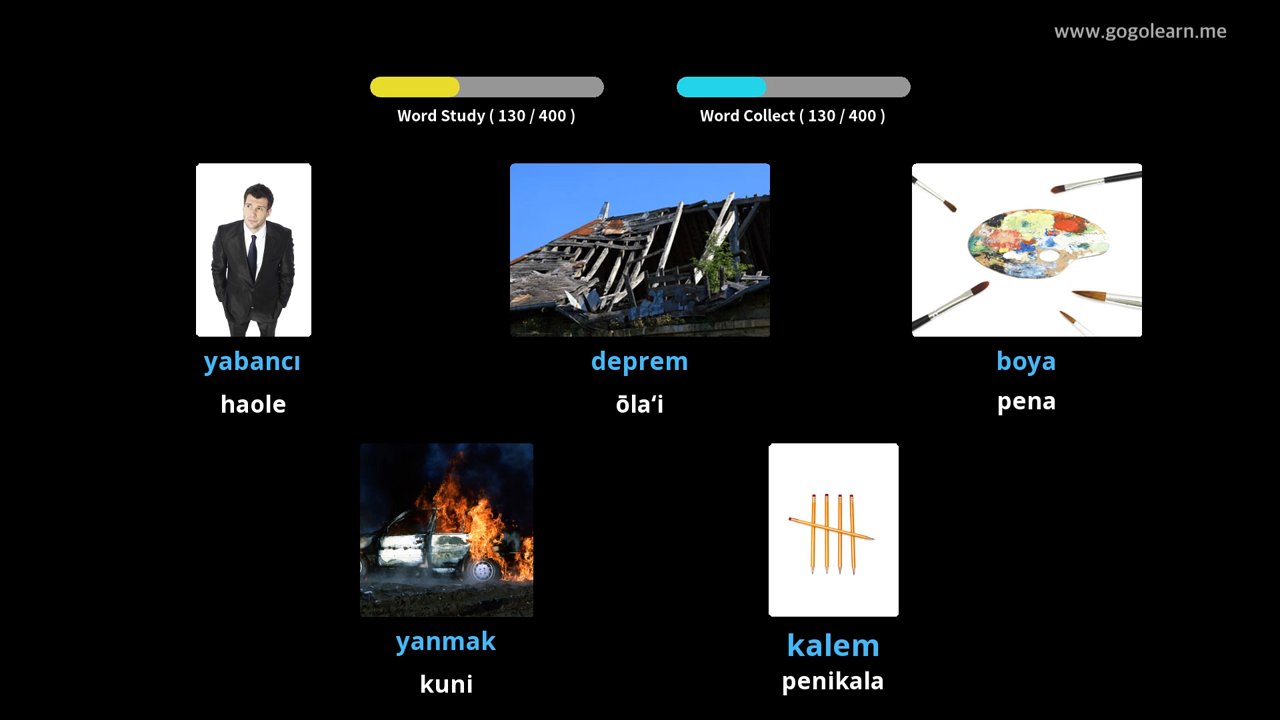 www.gogolearn.me
Word Study ( 130 / 400 )
Word Collect ( 130 / 400 )
yabancı
haole
deprem
ōlaʻi
boya
pena
yanmak
kuni
kalem
penikala